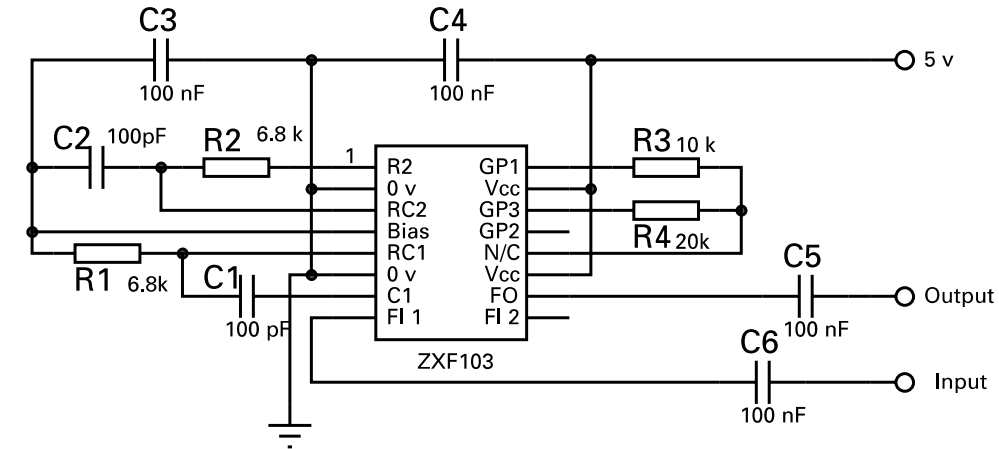 C3
C4
100 nF
100 nF
5 v
C2
100pF
R2
6.8 k
1
R3
10 k
R2
GP1
0 v
Vcc
RC2
GP3
Bias
GP2
R4
20k
RC1
N/C
R1
6.8k
C1
0 v
Vcc
C5
C1
FO
Output
100 pF
FI 1
FI 2
100 nF
ZXF103
C6
Input
100 nF